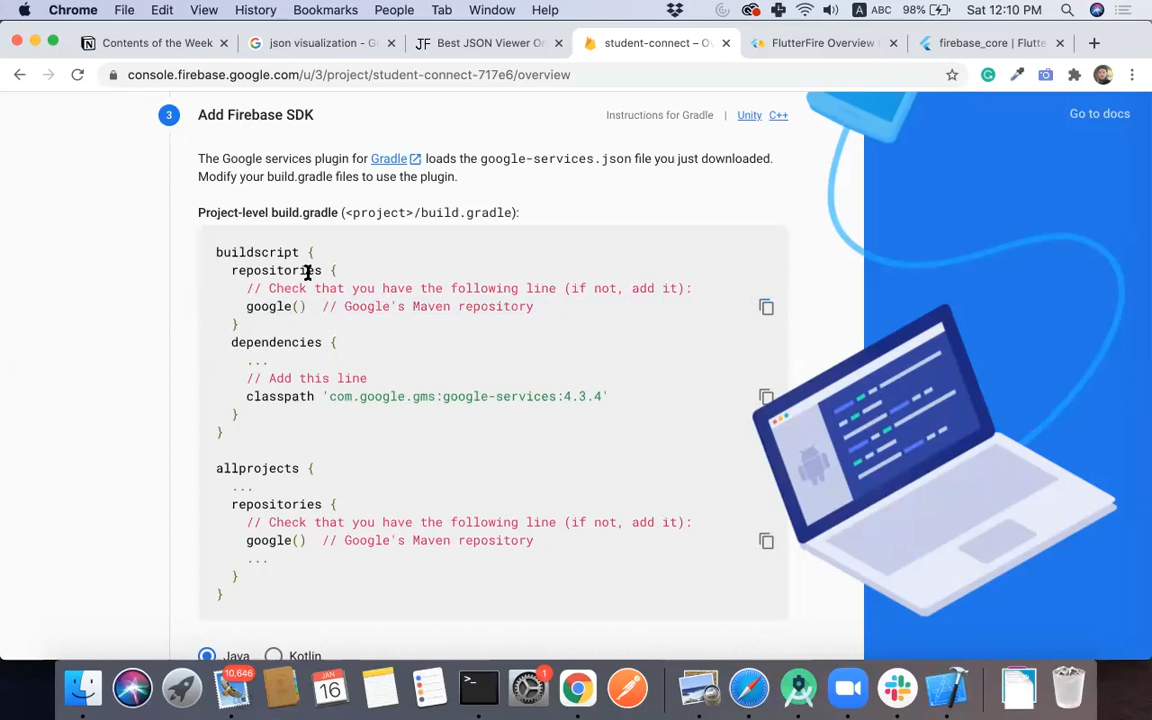 Chrome File Edit View History Bookmarks People Tab Window Help A ABC 98% Sat 12:10 PM
Contents of the Week json visualization - G Best JSON Viewer On student-connect – O FlutterFire Overview firebase_core | Flutte
console.firebase.google.com/u/3/project/student-connect-717e6/overview
3 Add Firebase SDK Instructions for Gradle | Unity C++ Go to docs
The Google services plugin for Gradle loads the google-services.json file you just downloaded.
Modify your build.gradle files to use the plugin.
Project-level build.gradle (<project>/build.gradle):
buildscript {
repositories {
// Check that you have the following line (if not, add it):
google() // Google's Maven repository
}
dependencies {
...
// Add this line
classpath 'com.google.gms:google-services:4.3.4'
}
}
allprojects {
...
repositories {
// Check that you have the following line (if not, add it):
google() // Google's Maven repository
...
}
}
Java Kotlin
10,646
JAN
16
1